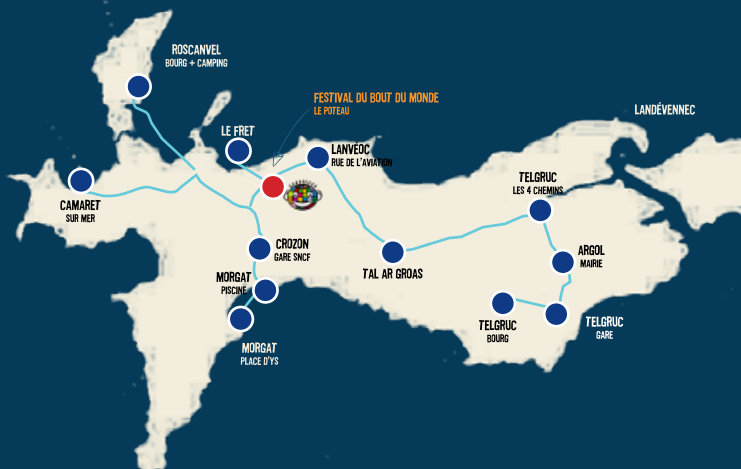 ROSCANVEL
BOURG + CAMPING
FESTIVAL DU BOUT DU MONDE
LE POTEAU
LANDÉVENNEC
LE FRET
LANVÉOC
RUE DE L'AVIATION
TELGRUC
LES 4 CHEMINS
CAMARET
SUR MER
CROZON
GARE SNCF
TAL AR GROAS
ARGOL
MAIRIE
MORGAT
PISCINE
TELGRUC
BOURG
TELGRUC
GARE
MORGAT
PLACE D'YS